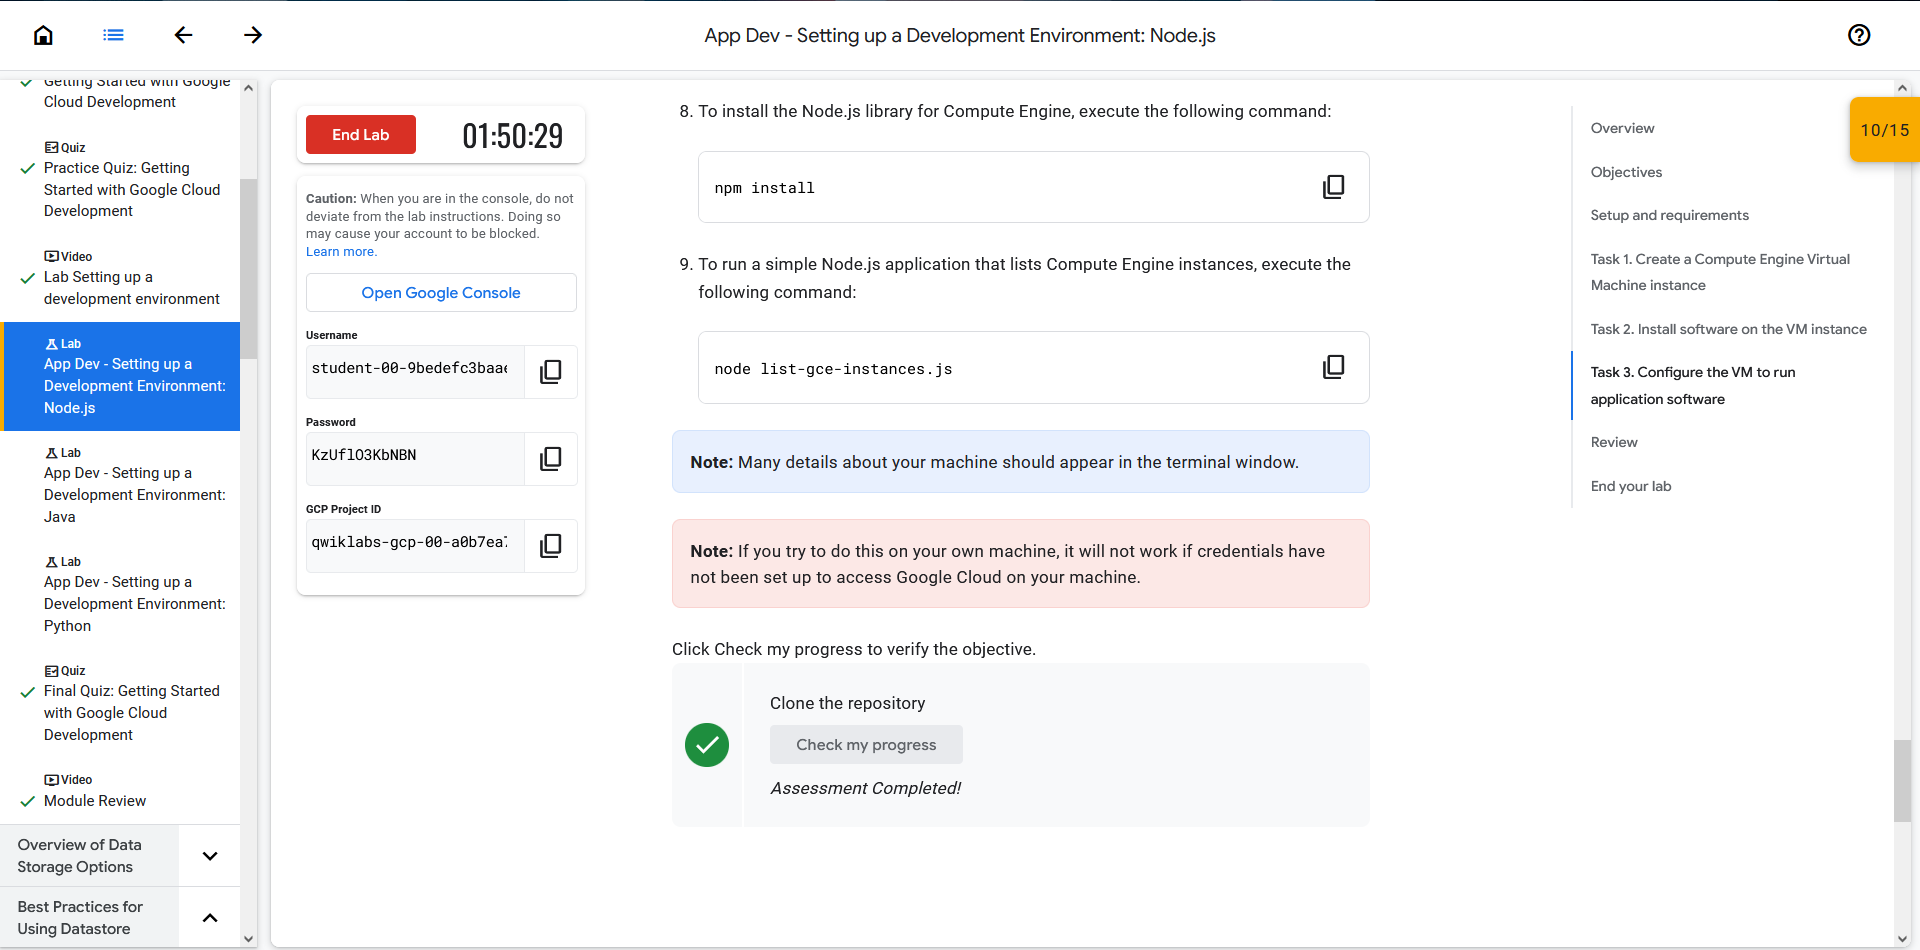 App Dev - Setting up a Development Environment: Node.js
Getting Started with Google
Cloud Development
Quiz
Practice Quiz: Getting
Started with Google Cloud
Development
Video
Lab Setting up a
development environment
Lab
App Dev - Setting up a
Development Environment:
Node.js
Lab
App Dev - Setting up a
Development Environment:
Java
Lab
App Dev - Setting up a
Development Environment:
Python
Quiz
Final Quiz: Getting Started
with Google Cloud
Development
Video
Module Review
Overview of Data
Storage Options
Best Practices for
Using Datastore
End Lab
01:50:29
Caution: When you are in the console, do not
deviate from the lab instructions. Doing so
may cause your account to be blocked.
Learn more.
Open Google Console
Username
student-00-9bedefc3baae
Password
KzUflO3KbNBN
GCP Project ID
qwiklabs-gcp-00-a0b7ea7
8. To install the Node.js library for Compute Engine, execute the following command:
npm install
9. To run a simple Node.js application that lists Compute Engine instances, execute the
following command:
node list-gce-instances.js
Note: Many details about your machine should appear in the terminal window.
Note: If you try to do this on your own machine, it will not work if credentials have
not been set up to access Google Cloud on your machine.
Click Check my progress to verify the objective.
Clone the repository
Check my progress
Assessment Completed!
Overview
Objectives
Setup and requirements
Task 1. Create a Compute Engine Virtual
Machine instance
Task 2. Install software on the VM instance
Task 3. Configure the VM to run
application software
Review
End your lab
10/15